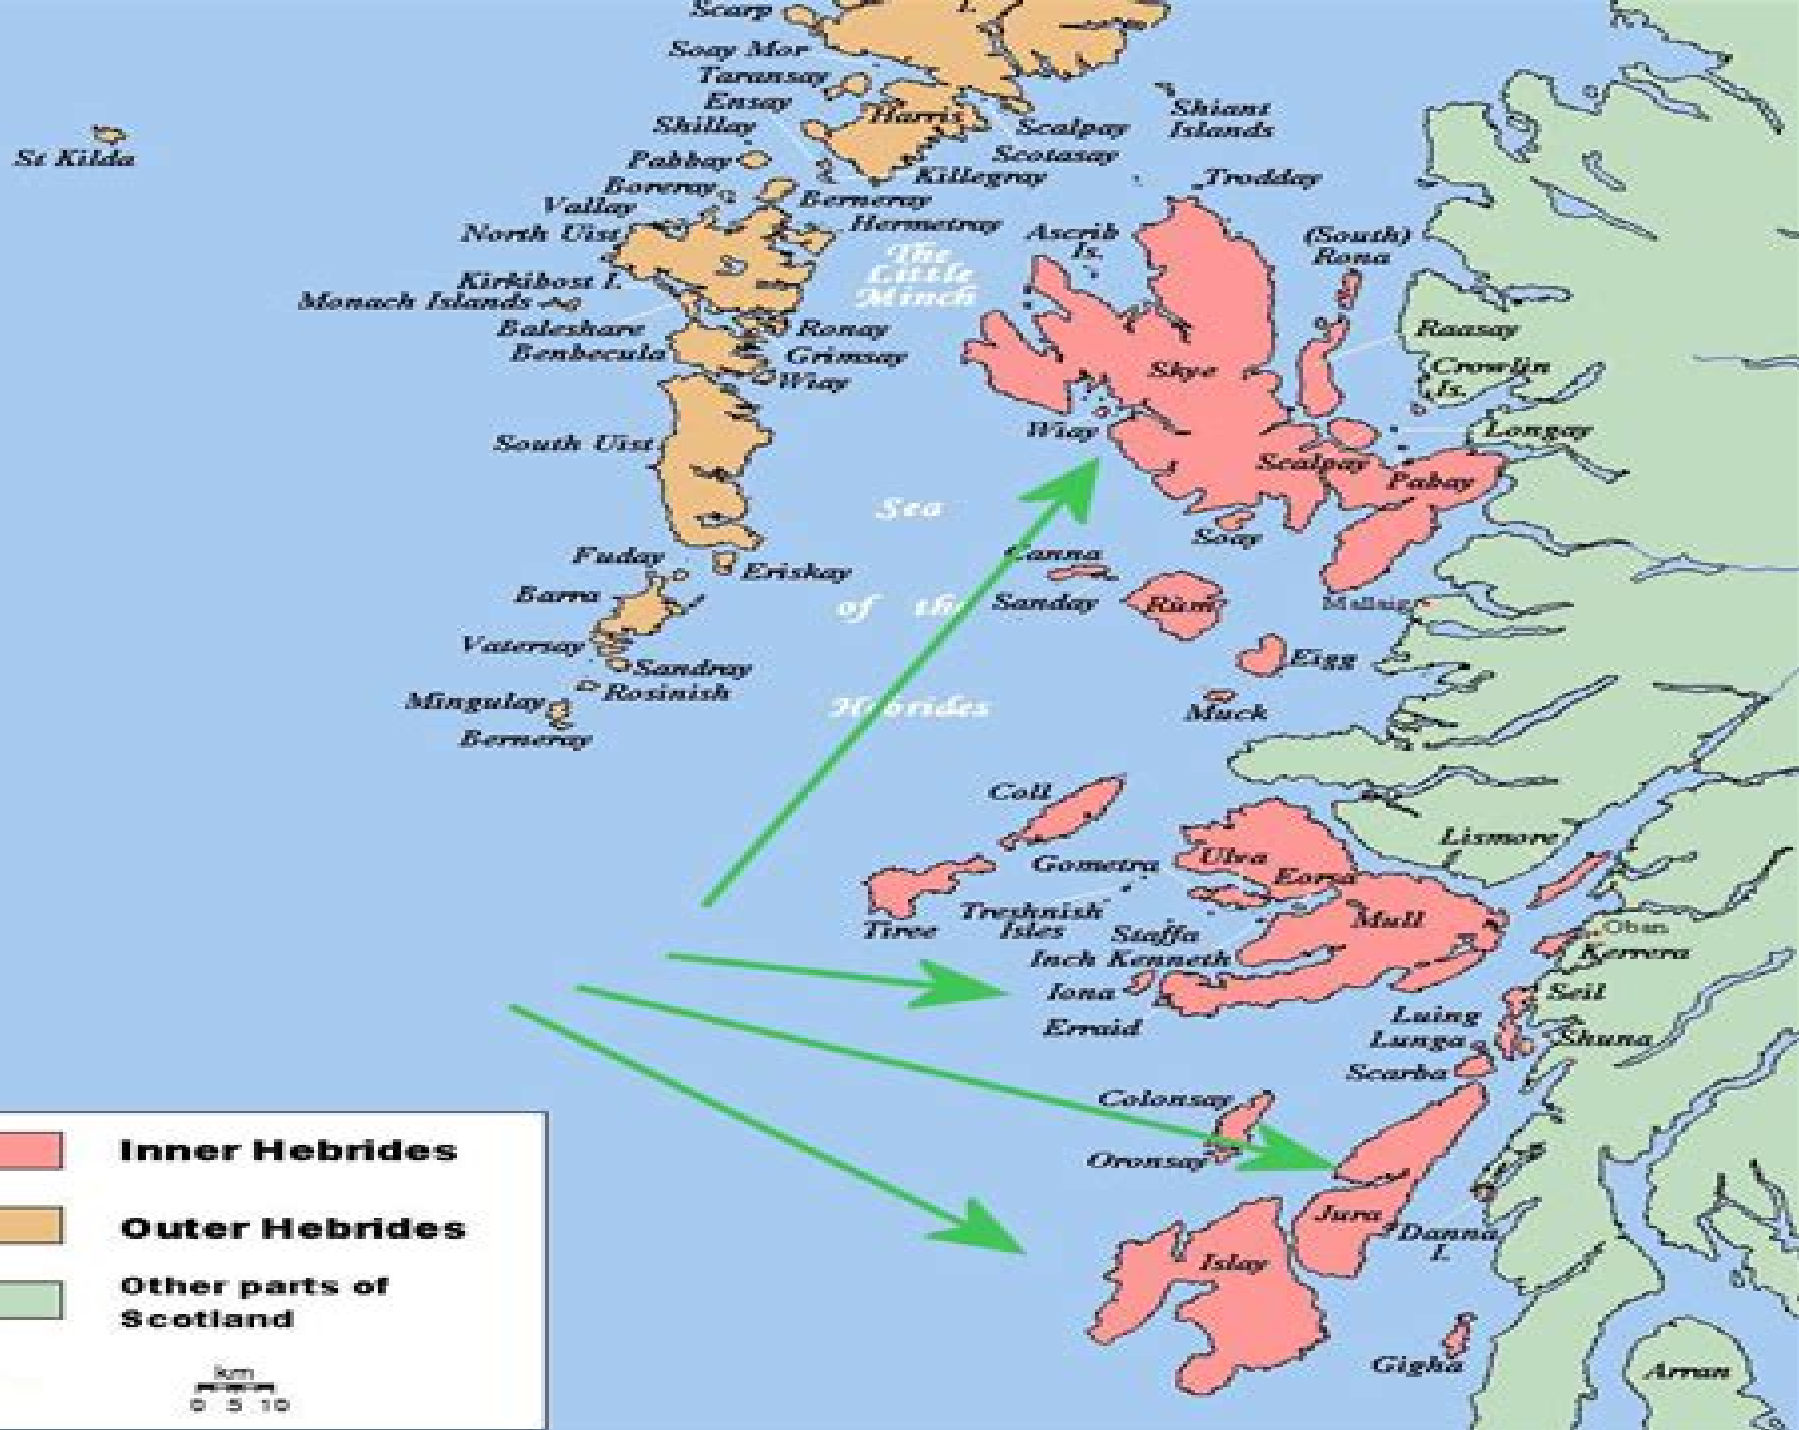 Scarp
Soay Mor
Taransay
Ensay
Shillay
Pabbay
Boreray
Vallay
North Uist
Kirkibost I.
Monach Islands
Baleshare
Benbecula
South Uist
St Kilda
Harris
Scalpay
Scotasay
Killegray
Berneray
Hermetray
Shiant
Islands
Ronay
Grimsay
Wiay
Fuday
Eriskay
Barra
Vatersay
Sandray
Rosinish
Mingulay
Berneray
The
Little
Minch
Sea
of the
Hebrides
Trodday
Ascrib
Is.
(South)
Rona
Raasay
Crowlin
Is.
Skye
Wiay
Longay
Scalpay
Pabay
Soay
Canna
Sanday
Rùm
Mallaig
Eigg
Muck
Coll
Gometra
Ulva
Eorsa
Lismore
Tiree
Treshnish
Isles
Staffa
Inch Kenneth
Mull
Oban
Kerrera
Iona
Erraid
Seil
Luing
Lunga
Shuna
Scarba
Colonsay
Oronsay
Jura
Danna
I.
Islay
Gigha
Arran
Inner Hebrides
Outer Hebrides
Other parts of
Scotland
km
0 5 10